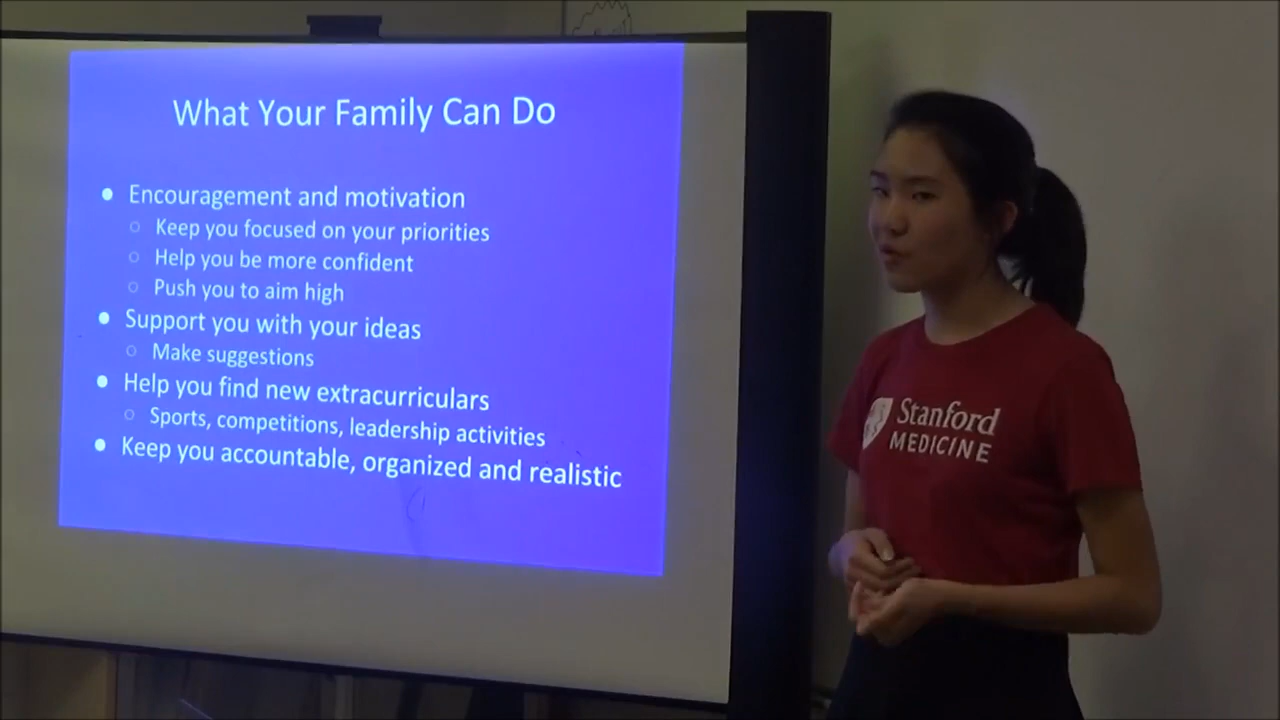 What Your Family Can Do
● Encouragement and motivation
○ Keep you focused on your priorities
○ Help you be more confident
○ Push you to aim high
● Support you with your ideas
○ Make suggestions
● Help you find new extracurriculars
○ Sports, competitions, leadership activities
● Keep you accountable, organized and realistic
Stanford
MEDICINE